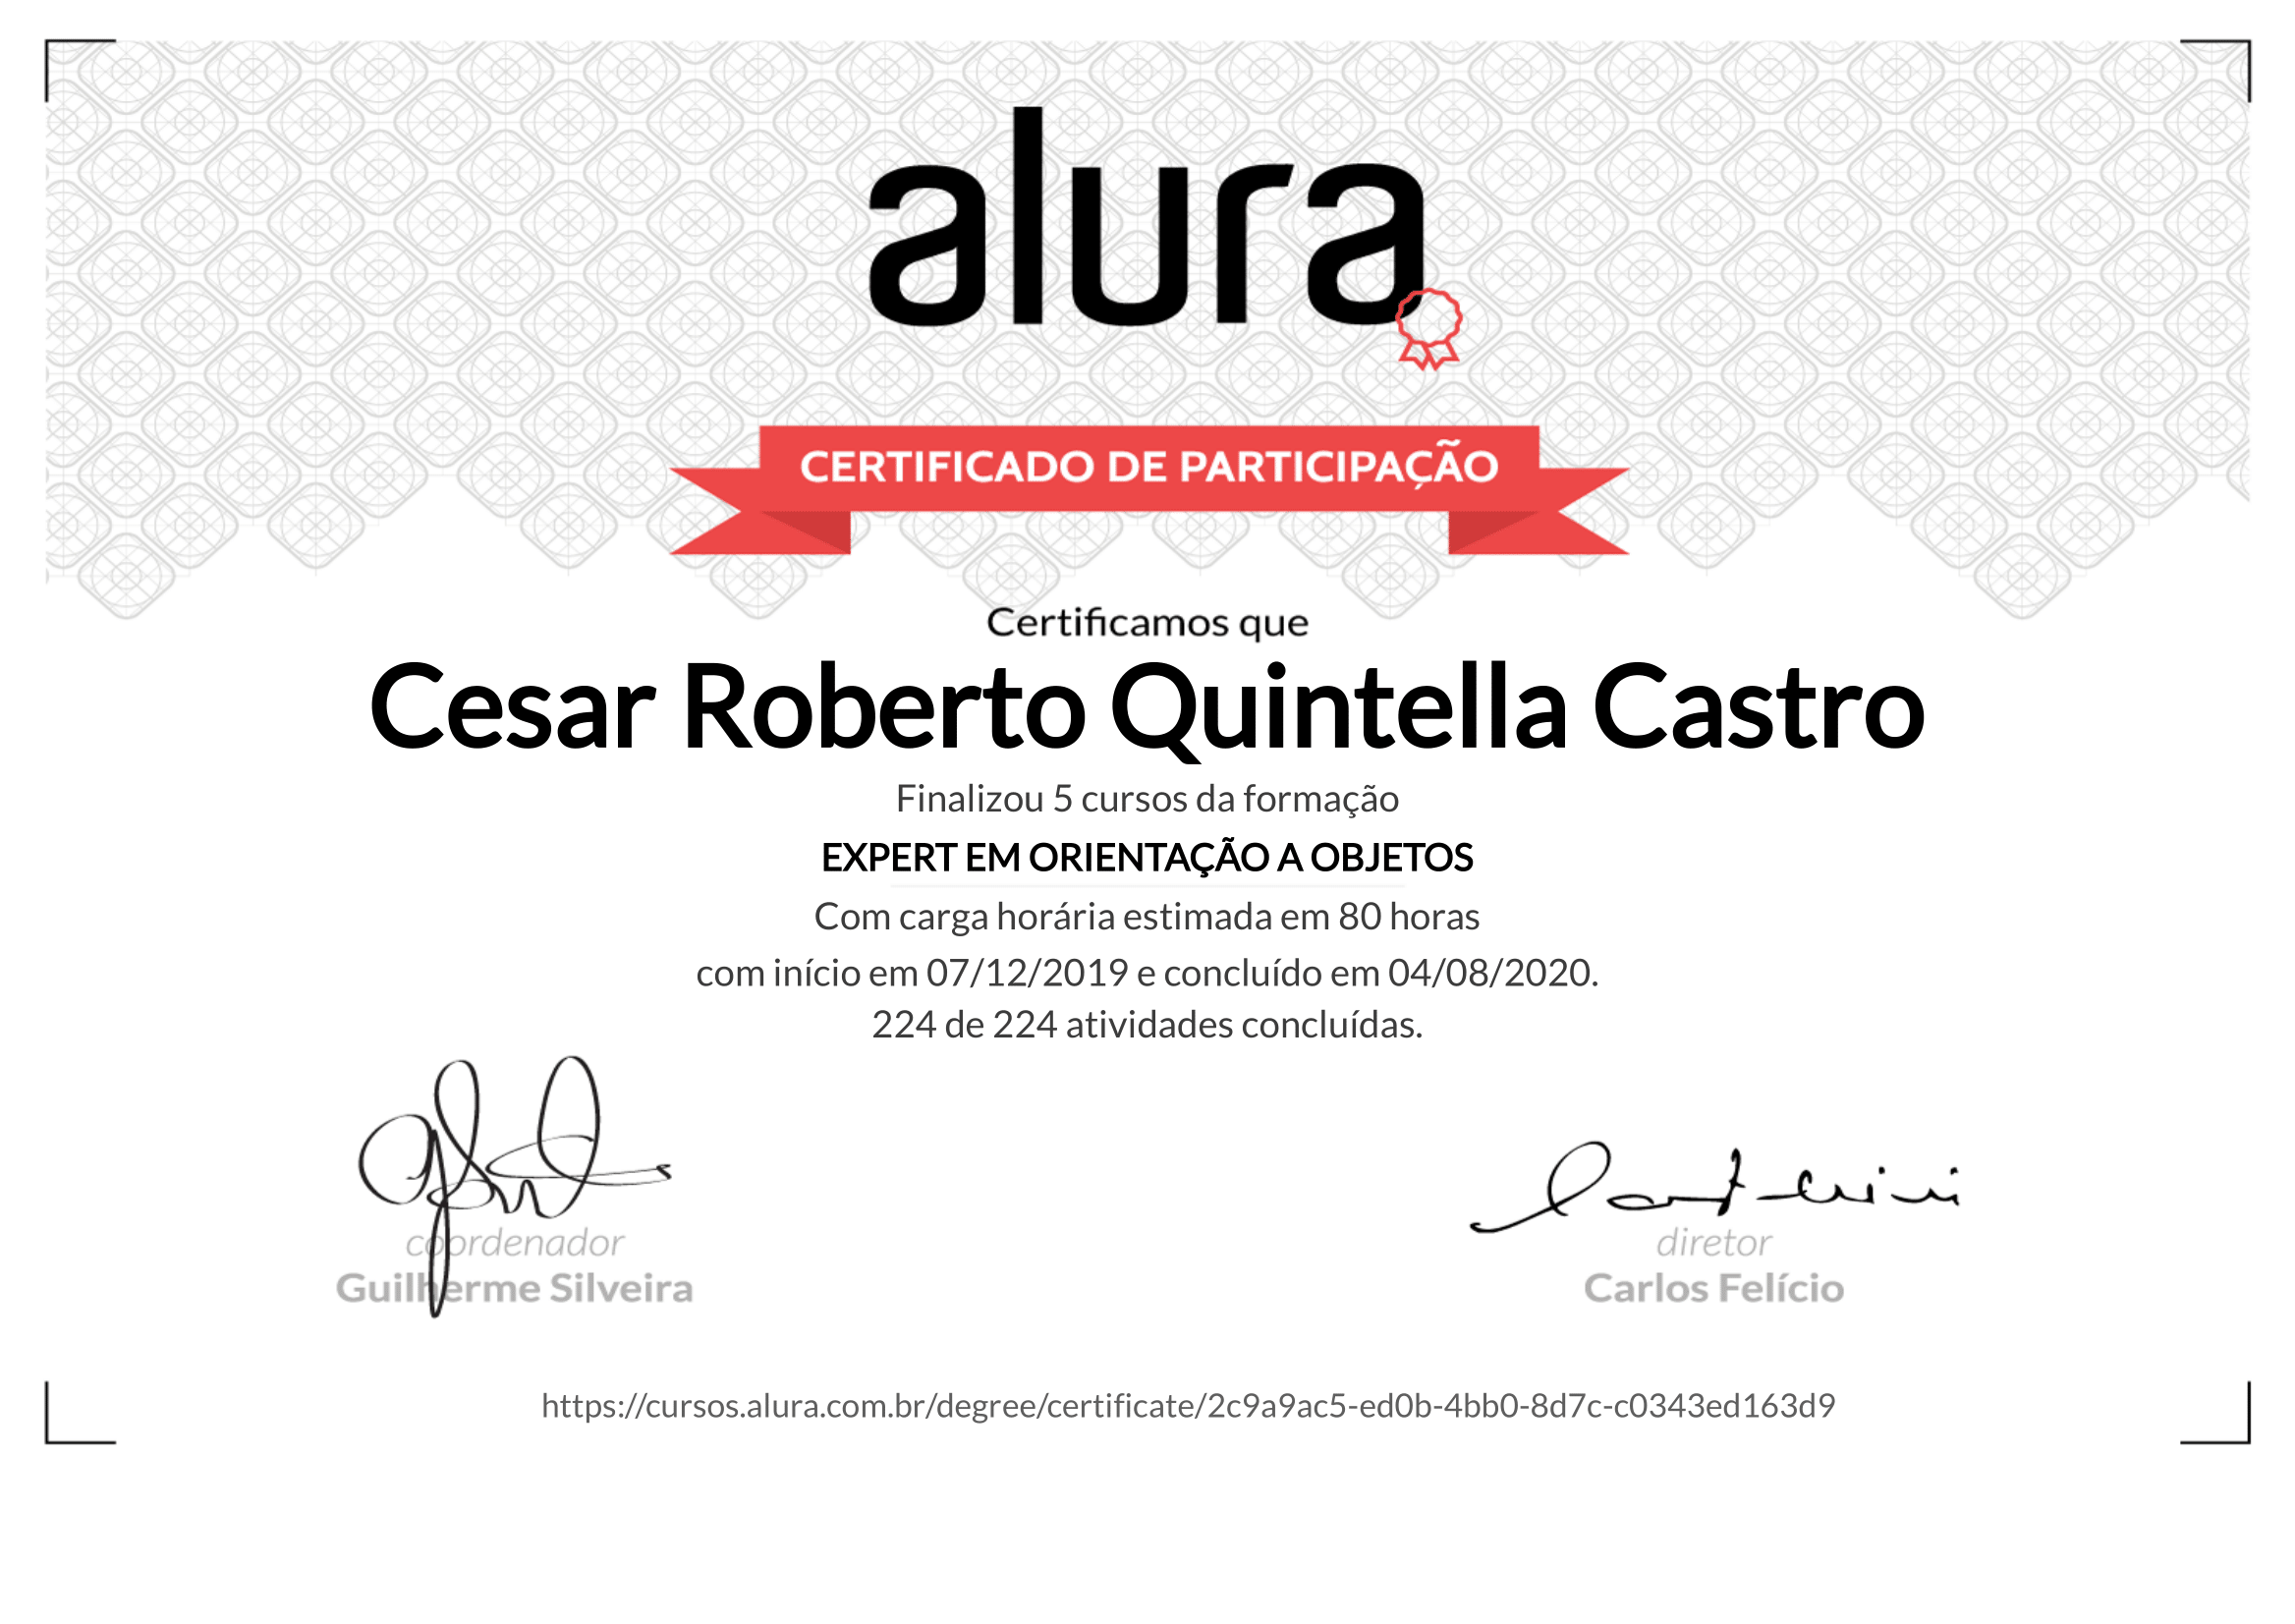 alura
CERTIFICADO DE PARTICIPAÇÃO
Certificamos que
Cesar Roberto Quintella Castro
Finalizou 5 cursos da formação
EXPERT EM ORIENTAÇÃO A OBJETOS
Com carga horária estimada em 80 horas
com início em 07/12/2019 e concluído em 04/08/2020.
224 de 224 atividades concluídas.
coordenador
Guilherme Silveira
diretor
Carlos Felício
https://cursos.alura.com.br/degree/certificate/2c9a9ac5-ed0b-4bb0-8d7c-c0343ed163d9